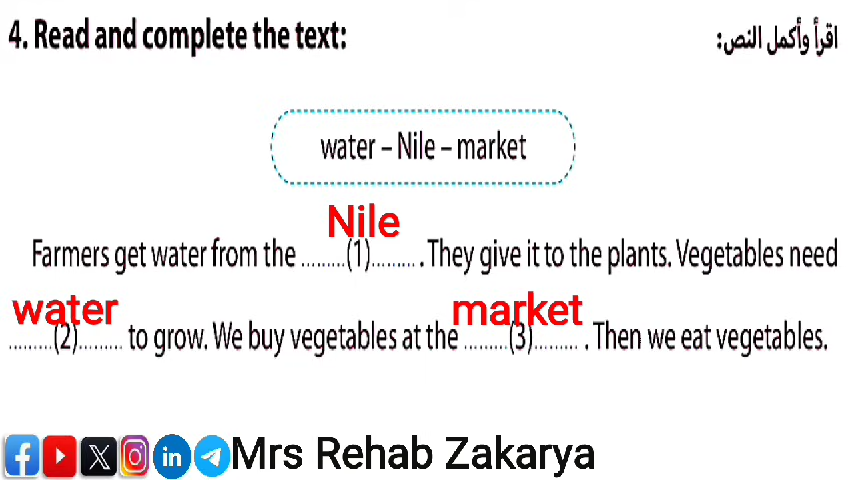 4. Read and complete the text: اقرأ وأكمل النص:
water – Nile – market
Nile
Farmers get water from the .........(1)......... . They give it to the plants. Vegetables need
water market
.........(2)......... to grow. We buy vegetables at the .........(3)......... . Then we eat vegetables.
Mrs Rehab Zakarya